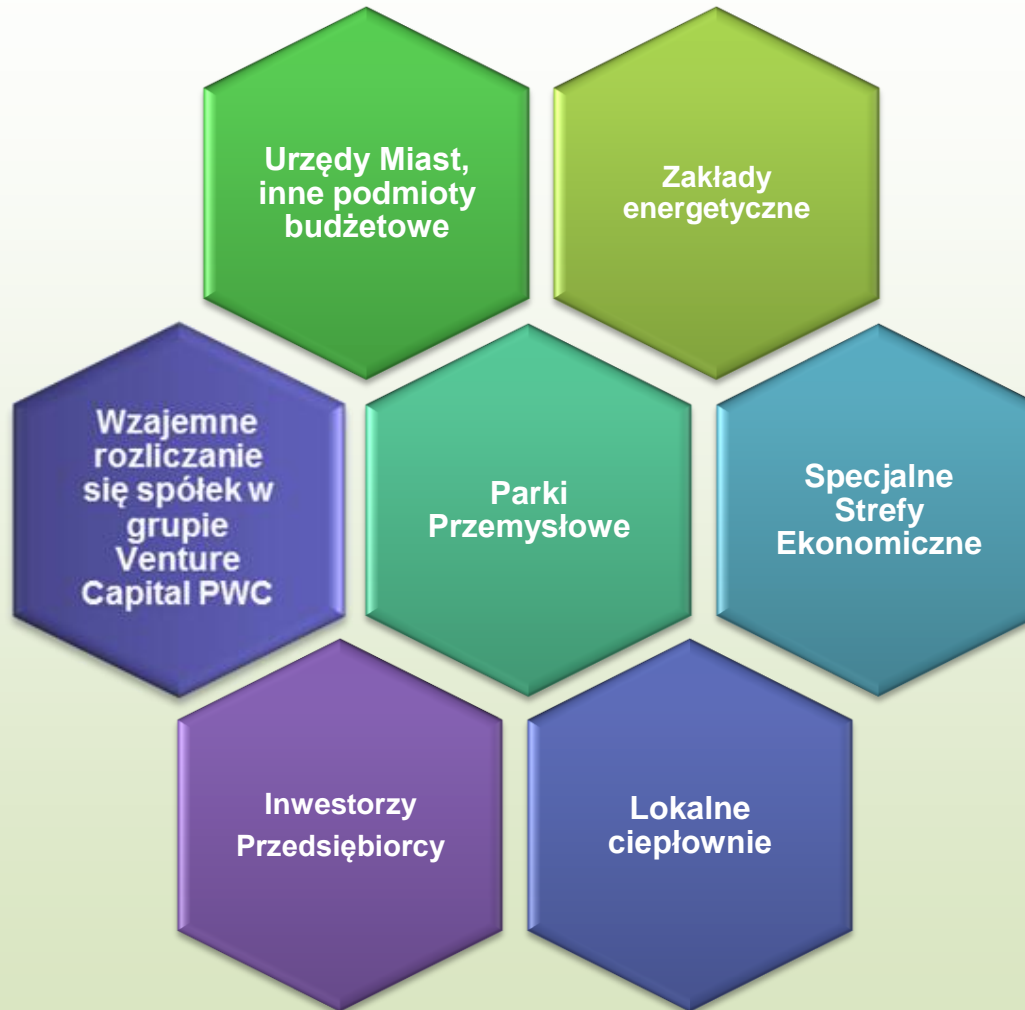 Urzędy Miast,
inne podmioty
budżetowe
Zakłady
energetyczne
Wzajemne
rozliczanie
się spółek w
grupie
Venture
Capital PWC
Parki
Przemysłowe
Specjalne
Strefy
Ekonomiczne
Inwestorzy
Przedsiębiorcy
Lokalne
ciepłownie